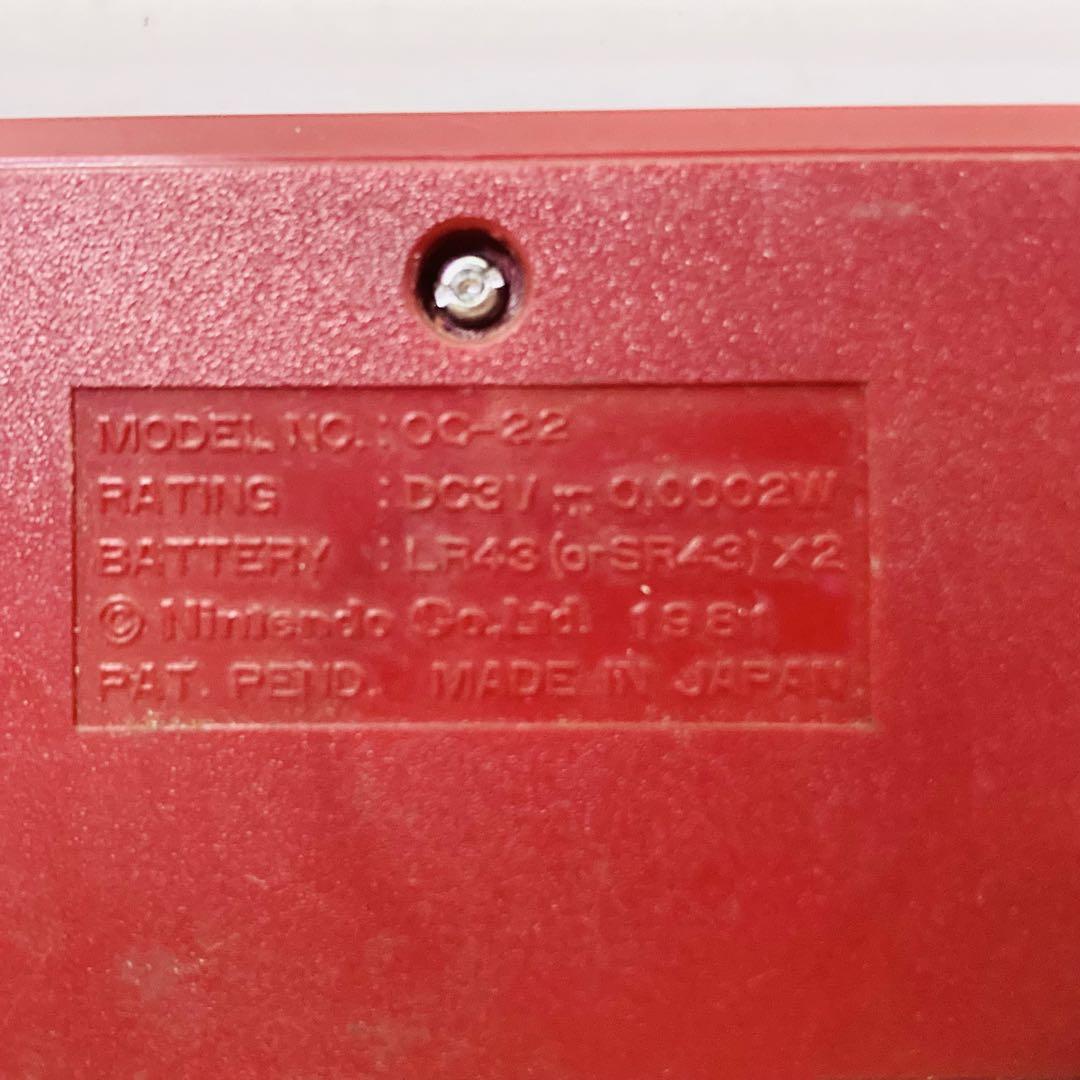 MODEL NO. : OC-22
RATING : DC3V ⎓ 0.0002W
BATTERY : LR43 (or SR43) X2
© Nintendo Co., Ltd. 1981
PAT. PEND. MADE IN JAPAN